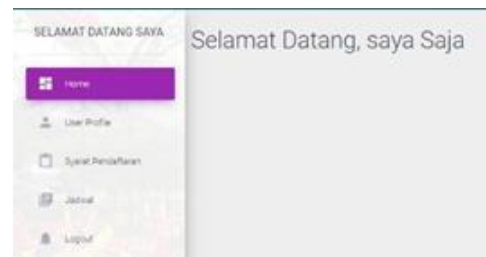 SELAMAT DATANG SAYA
Selamat Datang, saya Saja
Home
User Profile
Syarat Pendaftaran
Jadwal
Logout